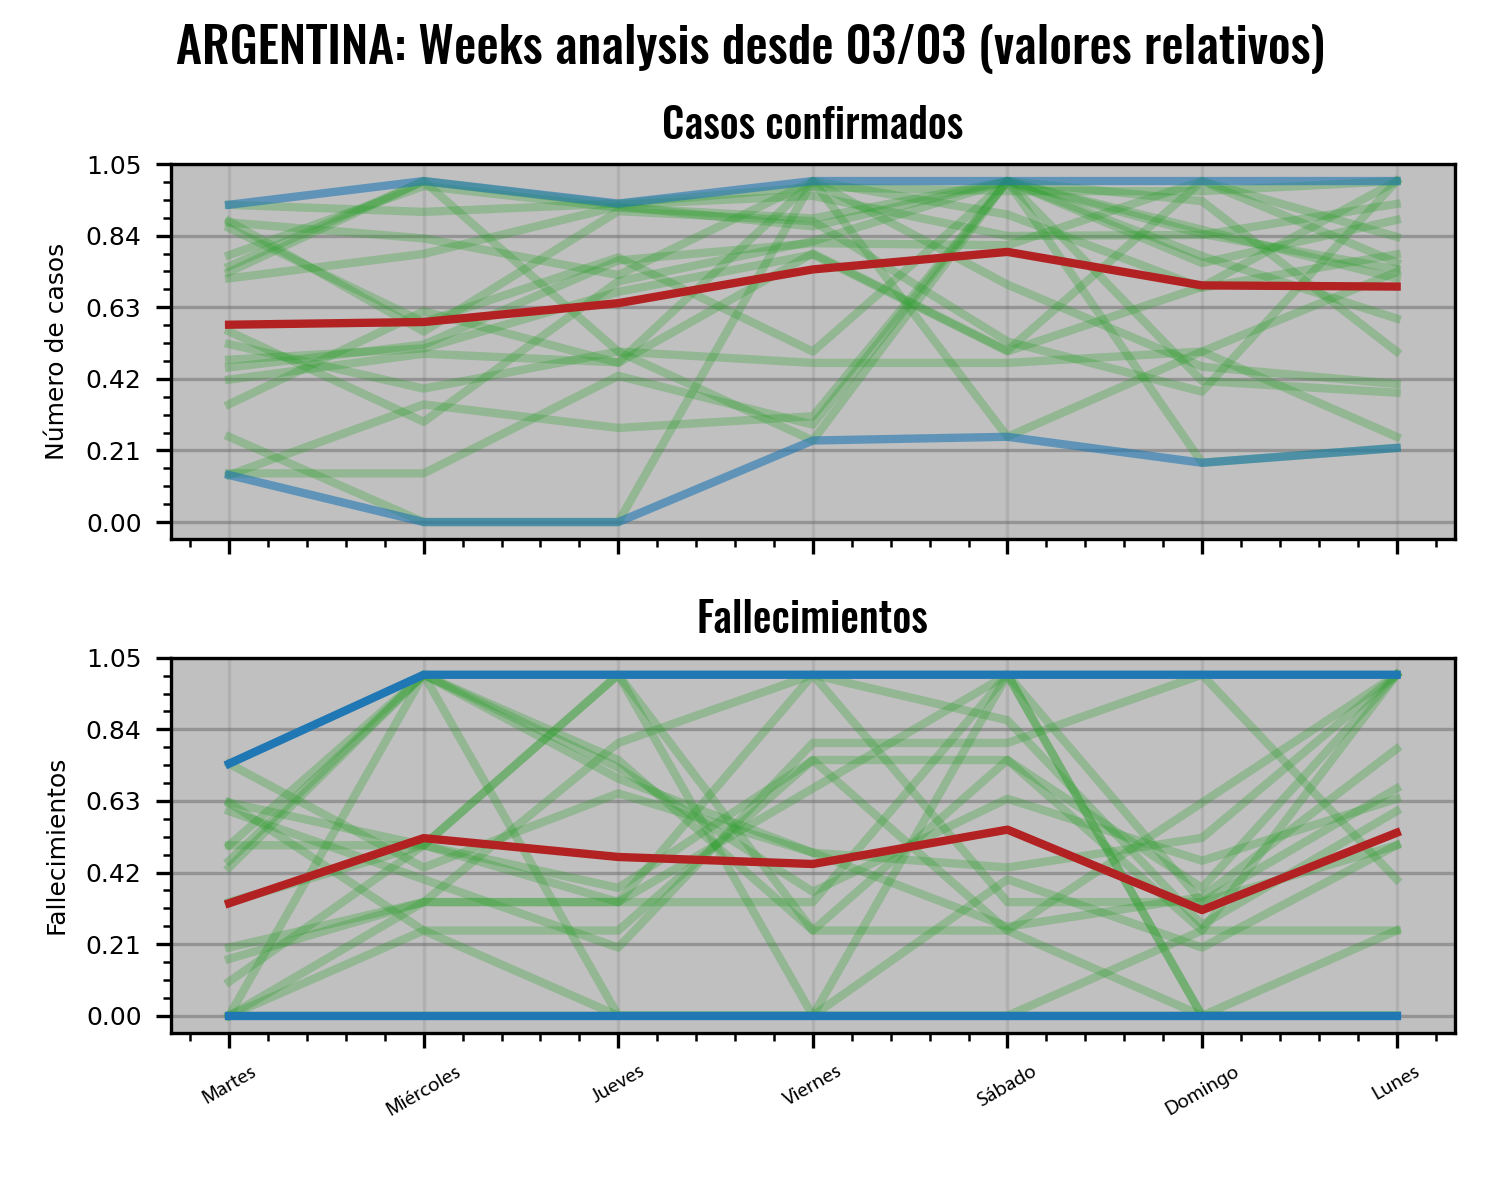 ARGENTINA: Weeks analysis desde 03/03 (valores relativos)
Casos confirmados
1.05
0.84
0.63
0.42
0.21
0.00
Número de casos
Fallecimientos
1.05
0.84
0.63
0.42
0.21
0.00
Fallecimientos
Martes
Miércoles
Jueves
Viernes
Sábado
Domingo
Lunes